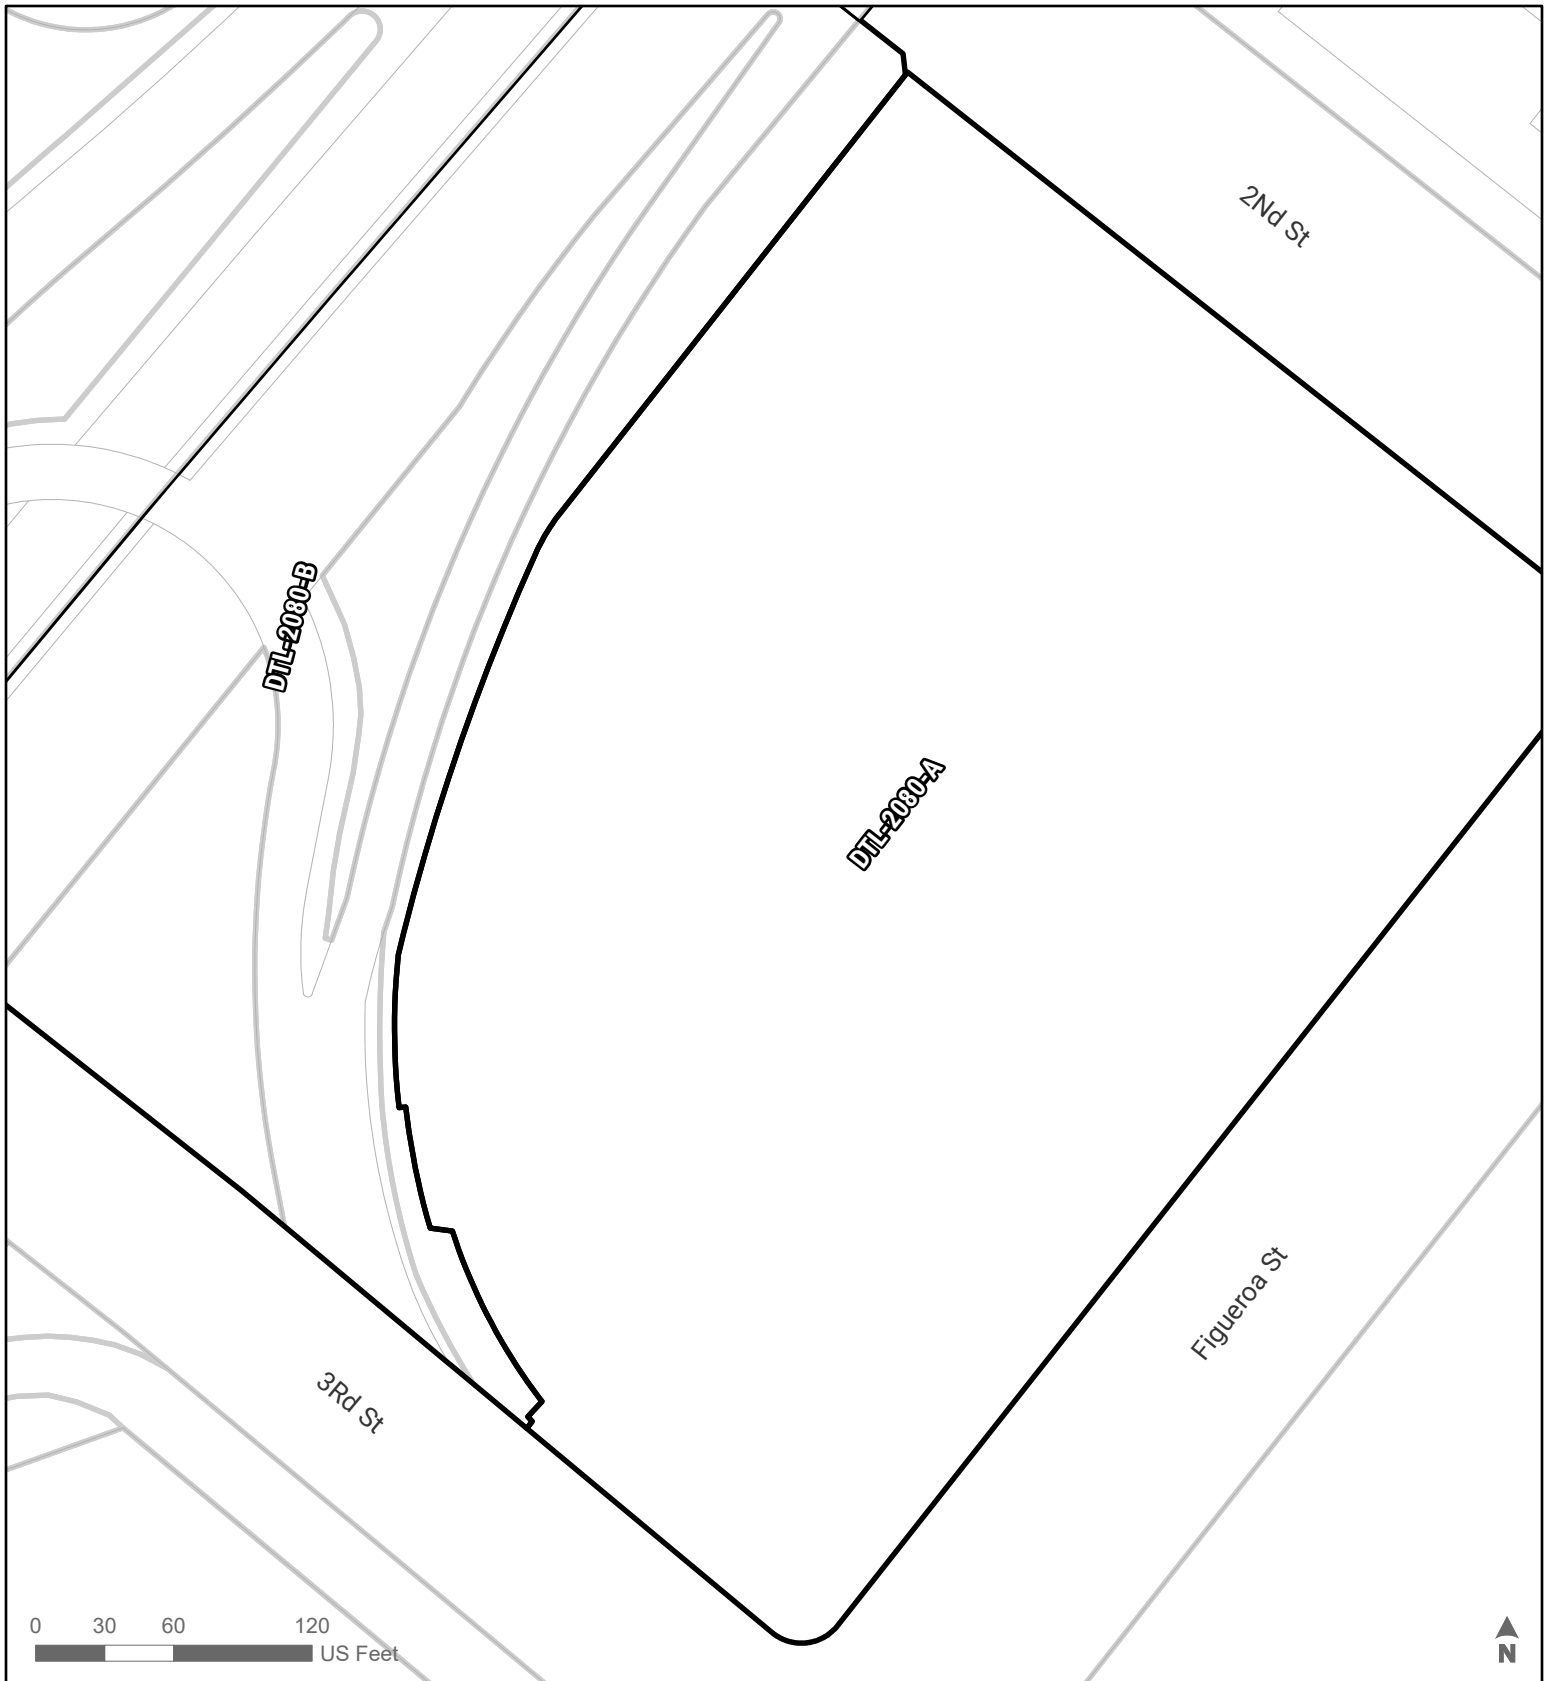 2Nd St
DTL-2080-B
DTL-2080-A
Figueroa St
3Rd St
0 30 60 120
US Feet
N